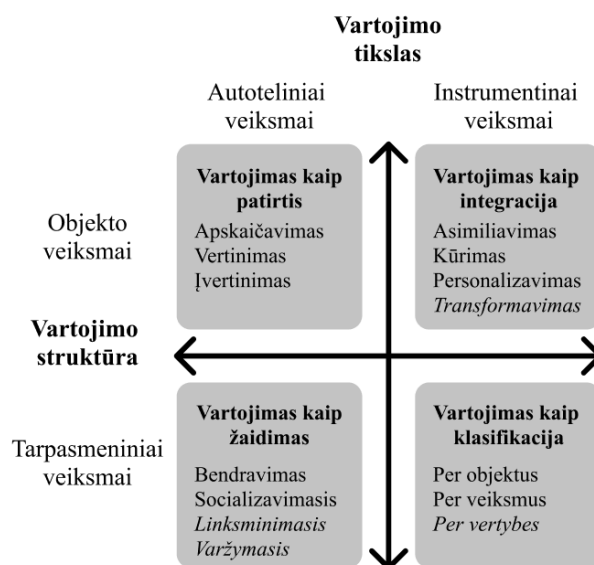 Vartojimo
tikslas
Autoteliniai
veiksmai
Instrumentinai
veiksmai
Objekto
veiksmai
Vartojimas kaip
patirtis
Apskaičavimas
Vertinimas
Įvertinimas
Vartojimas kaip
integracija
Asimiliavimas
Kūrimas
Personalizavimas
Transformavimas
Vartojimo
struktūra
Tarpasmeniniai
veiksmai
Vartojimas kaip
žaidimas
Bendravimas
Socializavimasis
Linksminimasis
Varžymasis
Vartojimas kaip
klasifikacija
Per objektus
Per veiksmus
Per vertybes